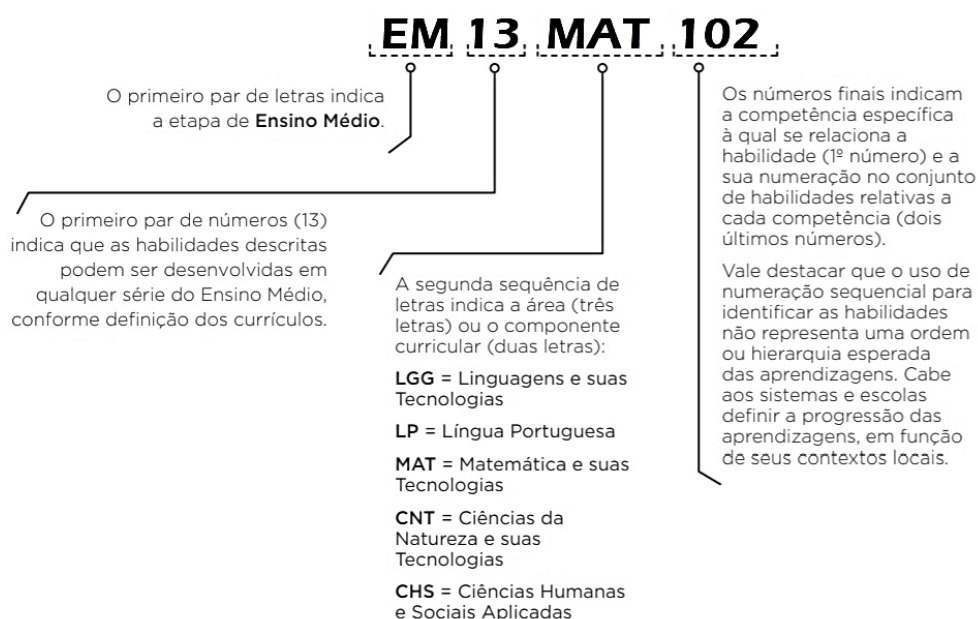 EM 13 MAT 102
O primeiro par de letras indica
a etapa de Ensino Médio.
O primeiro par de números (13)
indica que as habilidades descritas
podem ser desenvolvidas em
qualquer série do Ensino Médio,
conforme definição dos currículos.
A segunda sequência de
letras indica a área (três
letras) ou o componente
curricular (duas letras):
LGG = Linguagens e suas
Tecnologias
LP = Língua Portuguesa
MAT = Matemática e suas
Tecnologias
CNT = Ciências da
Natureza e suas
Tecnologias
CHS = Ciências Humanas
e Sociais Aplicadas
Os números finais indicam
a competência específica
à qual se relaciona a
habilidade (1º número) e a
sua numeração no conjunto
de habilidades relativas a
cada competência (dois
últimos números).
Vale destacar que o uso de
numeração sequencial para
identificar as habilidades
não representa uma ordem
ou hierarquia esperada
das aprendizagens. Cabe
aos sistemas e escolas
definir a progressão das
aprendizagens, em função
de seus contextos locais.